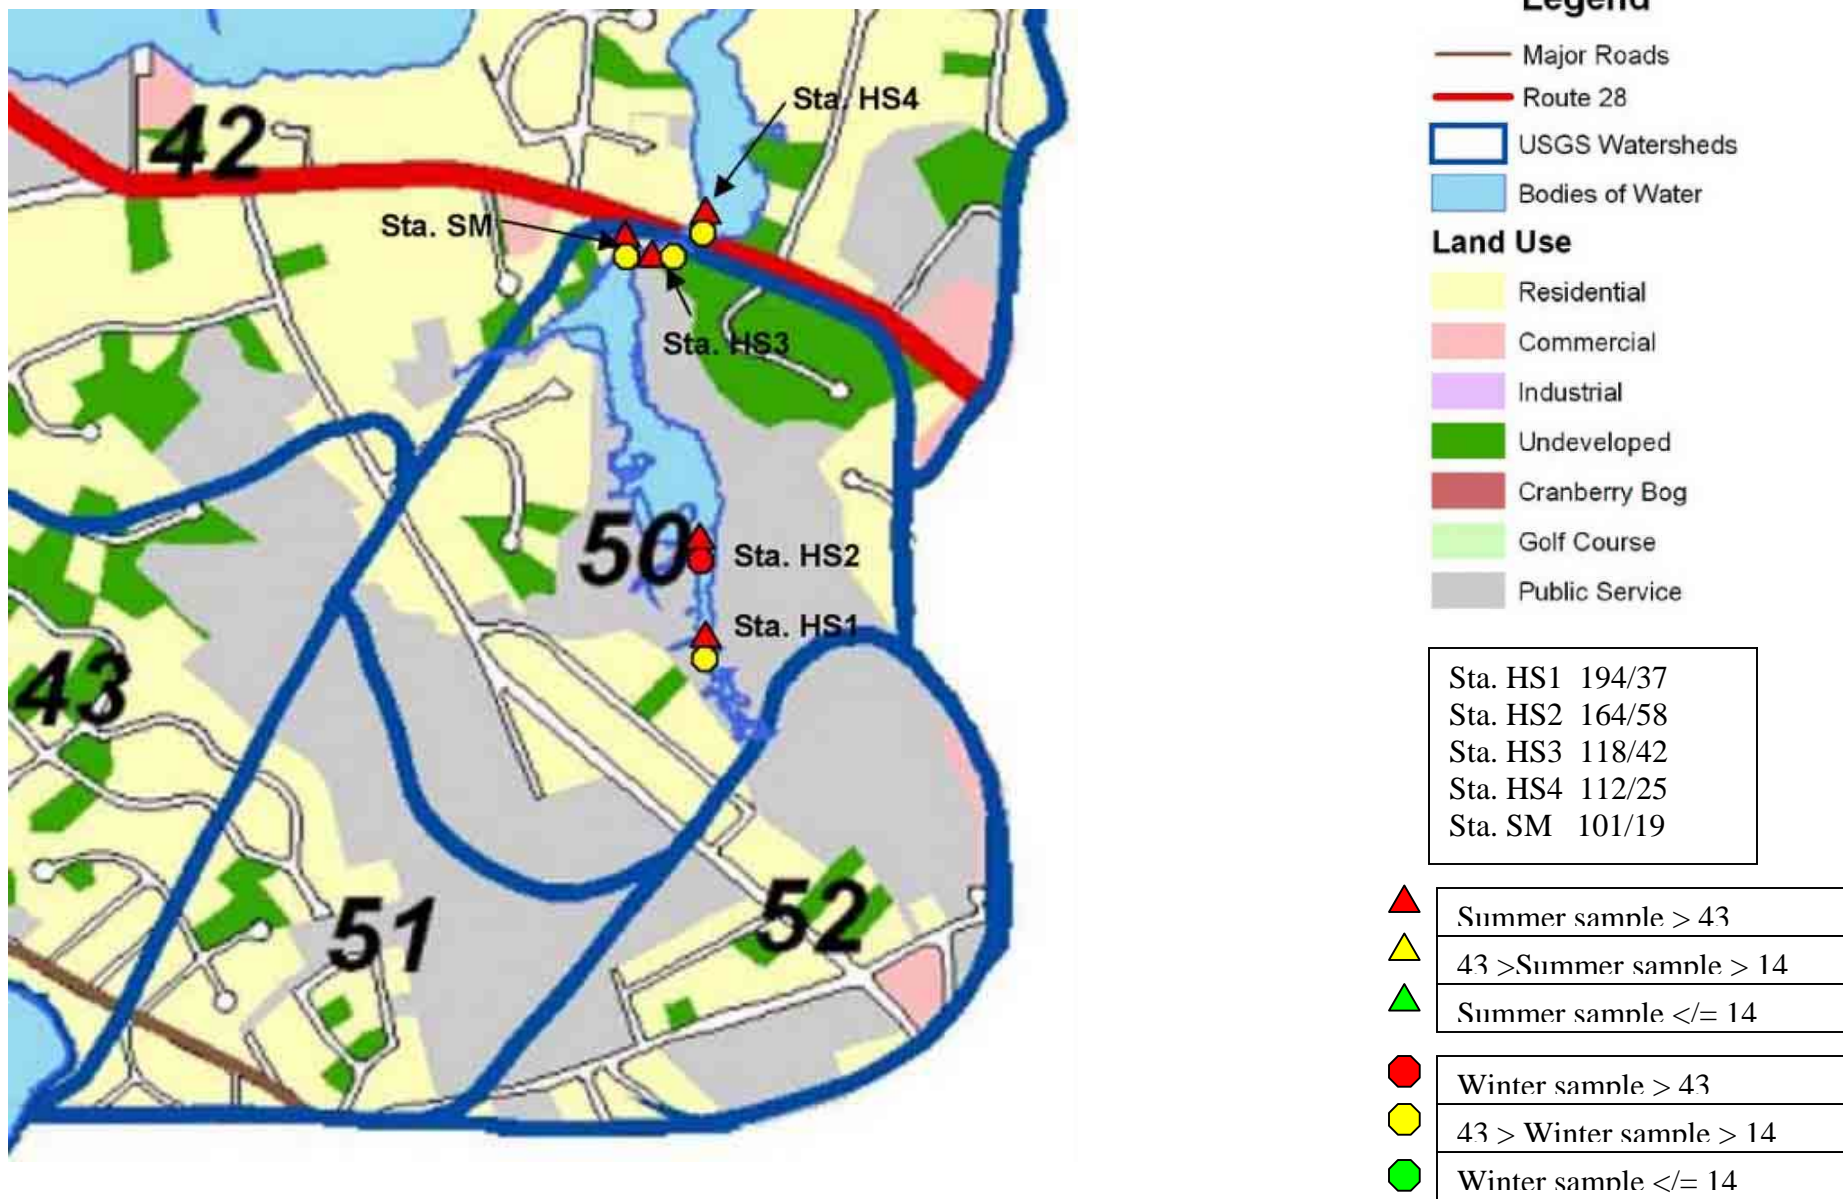 Legend
Major Roads
Route 28
USGS Watersheds
Bodies of Water
Land Use
Residential
Commercial
Industrial
Undeveloped
Cranberry Bog
Golf Course
Public Service
Sta. HS4
42
Sta. SM
Sta. HS3
50
Sta. HS2
Sta. HS1
43
51
52
Sta. HS1 194/37
Sta. HS2 164/58
Sta. HS3 118/42
Sta. HS4 112/25
Sta. SM 101/19
Summer sample > 43
43 >Summer sample > 14
Summer sample </= 14
Winter sample > 43
43 > Winter sample > 14
Winter sample </= 14